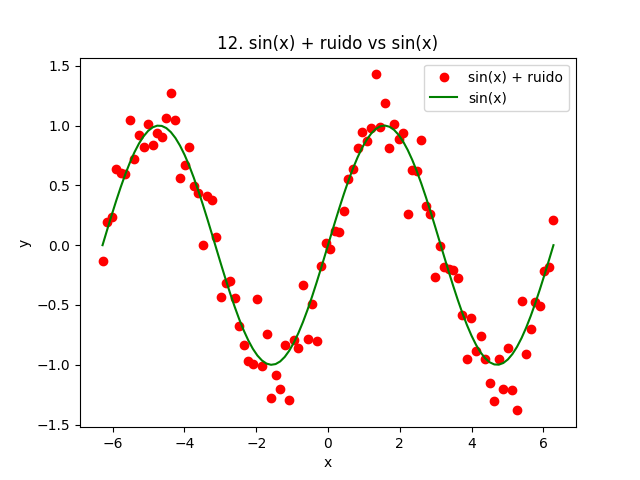 12. sin(x) + ruido vs sin(x)
sin(x) + ruido
sin(x)
1.5
1.0
0.5
0.0
−0.5
−1.0
−1.5
y
−6 −4 −2 0 2 4 6
x